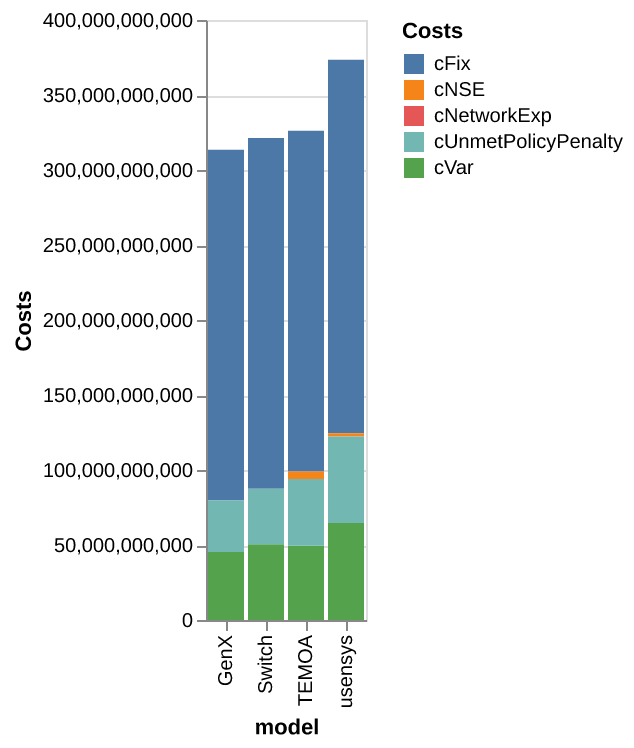 400,000,000,000
350,000,000,000
300,000,000,000
250,000,000,000
200,000,000,000
150,000,000,000
100,000,000,000
50,000,000,000
0
Costs
GenX
Switch
TEMOA
usensys
model
Costs
cFix
cNSE
cNetworkExp
cUnmetPolicyPenalty
cVar